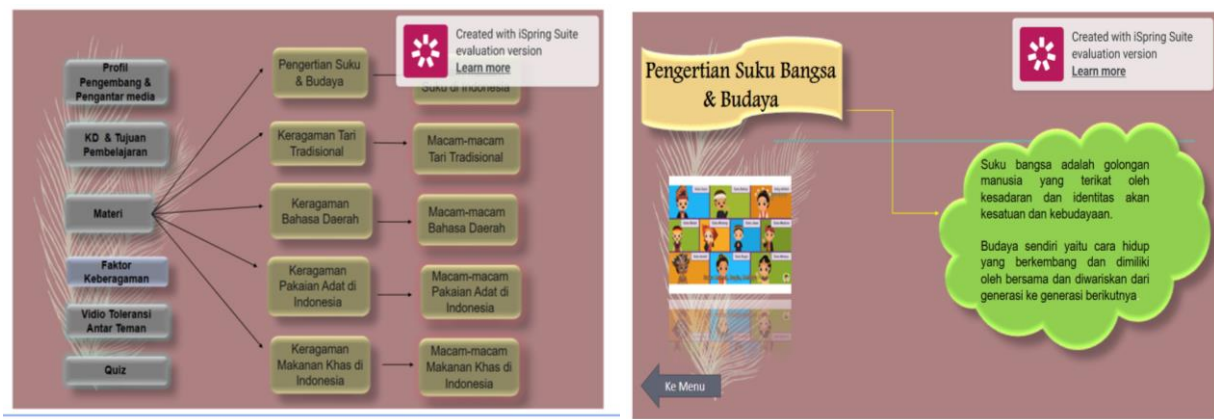 Created with iSpring Suite
evaluation version
Learn more
Profil
Pengembang &
Pengantar media
KD & Tujuan
Pembelajaran
Materi
Faktor
Keberagaman
Vidio Toleransi
Antar Teman
Quiz
Pengertian Suku
& Budaya
Suku di Indonesia
Keragaman Tari
Tradisional
Macam-macam
Tari Tradisional
Keragaman
Bahasa Daerah
Macam-macam
Bahasa Daerah
Keragaman
Pakaian Adat di
Indonesia
Macam-macam
Pakaian Adat di
Indonesia
Keragaman
Makanan Khas di
Indonesia
Macam-macam
Makanan Khas di
Indonesia
Created with iSpring Suite
evaluation version
Learn more
Pengertian Suku Bangsa
& Budaya
Suku bangsa adalah golongan
manusia yang terikat oleh
kesadaran dan identitas akan
kesatuan dan kebudayaan.
Budaya sendiri yaitu cara hidup
yang berkembang dan dimiliki
oleh bersama dan diwariskan dari
generasi ke generasi berikutnya.
Ke Menu